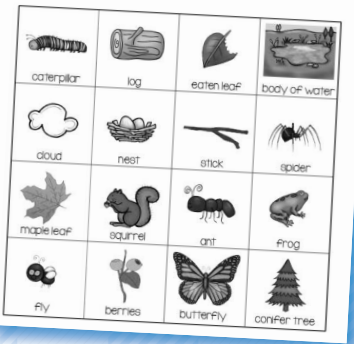 caterpillar log eaten leaf body of water
cloud nest stick spider
maple leaf squirrel ant frog
fly berries butterfly conifer tree